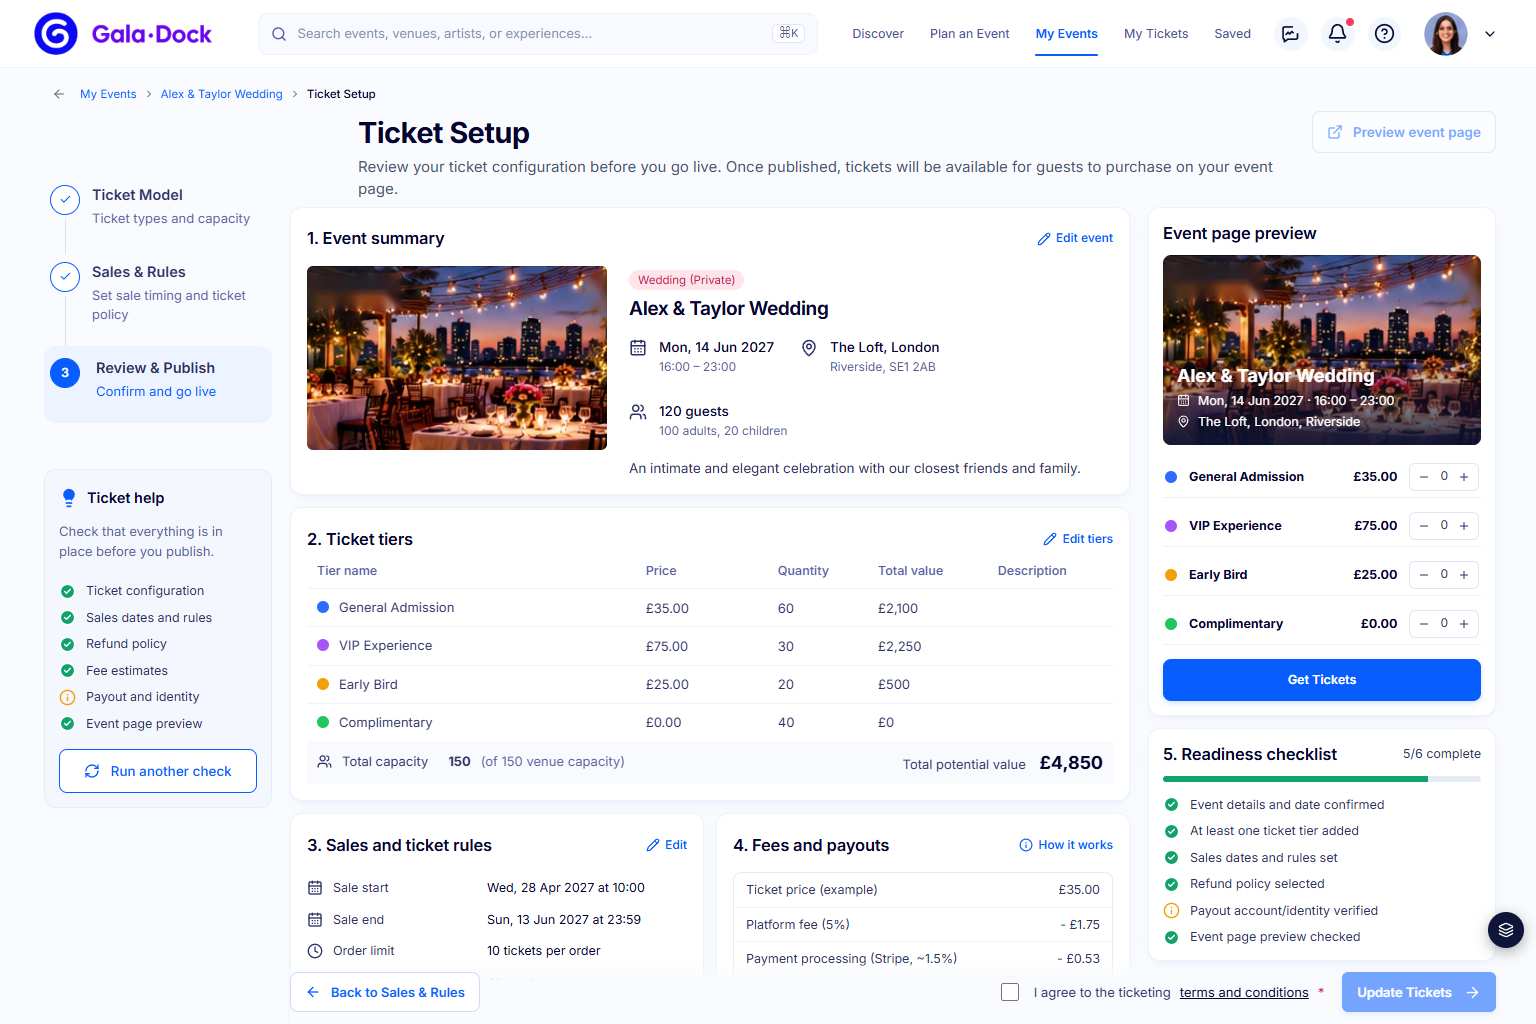 Gala·Dock
Search events, venues, artists, or experiences...
⌘K
Discover
Plan an Event
My Events
My Tickets
Saved
My Events
Alex & Taylor Wedding
Ticket Setup
Ticket Setup
Review your ticket configuration before you go live. Once published, tickets will be available for guests to purchase on your event
page.
Preview event page
Ticket Model
Ticket types and capacity
Sales & Rules
Set sale timing and ticket
policy
3
Review & Publish
Confirm and go live
Ticket help
Check that everything is in
place before you publish.
Ticket configuration
Sales dates and rules
Refund policy
Fee estimates
Payout and identity
Event page preview
Run another check
1. Event summary
Edit event
Wedding (Private)
Alex & Taylor Wedding
Mon, 14 Jun 2027
16:00 – 23:00
The Loft, London
Riverside, SE1 2AB
120 guests
100 adults, 20 children
An intimate and elegant celebration with our closest friends and family.
2. Ticket tiers
Edit tiers
Tier name Price Quantity Total value Description
General Admission £35.00 60 £2,100
VIP Experience £75.00 30 £2,250
Early Bird £25.00 20 £500
Complimentary £0.00 40 £0
Total capacity 150 (of 150 venue capacity) Total potential value £4,850
3. Sales and ticket rules
Edit
Sale start Wed, 28 Apr 2027 at 10:00
Sale end Sun, 13 Jun 2027 at 23:59
Order limit 10 tickets per order
4. Fees and payouts
How it works
Ticket price (example) £35.00
Platform fee (5%) - £1.75
Payment processing (Stripe, ~1.5%) - £0.53
Event page preview
Alex & Taylor Wedding
Mon, 14 Jun 2027 · 16:00 – 23:00
The Loft, London, Riverside
General Admission £35.00 − 0 +
VIP Experience £75.00 − 0 +
Early Bird £25.00 − 0 +
Complimentary £0.00 − 0 +
Get Tickets
5. Readiness checklist
5/6 complete
Event details and date confirmed
At least one ticket tier added
Sales dates and rules set
Refund policy selected
Payout account/identity verified
Event page preview checked
Back to Sales & Rules
I agree to the ticketing terms and conditions *
Update Tickets